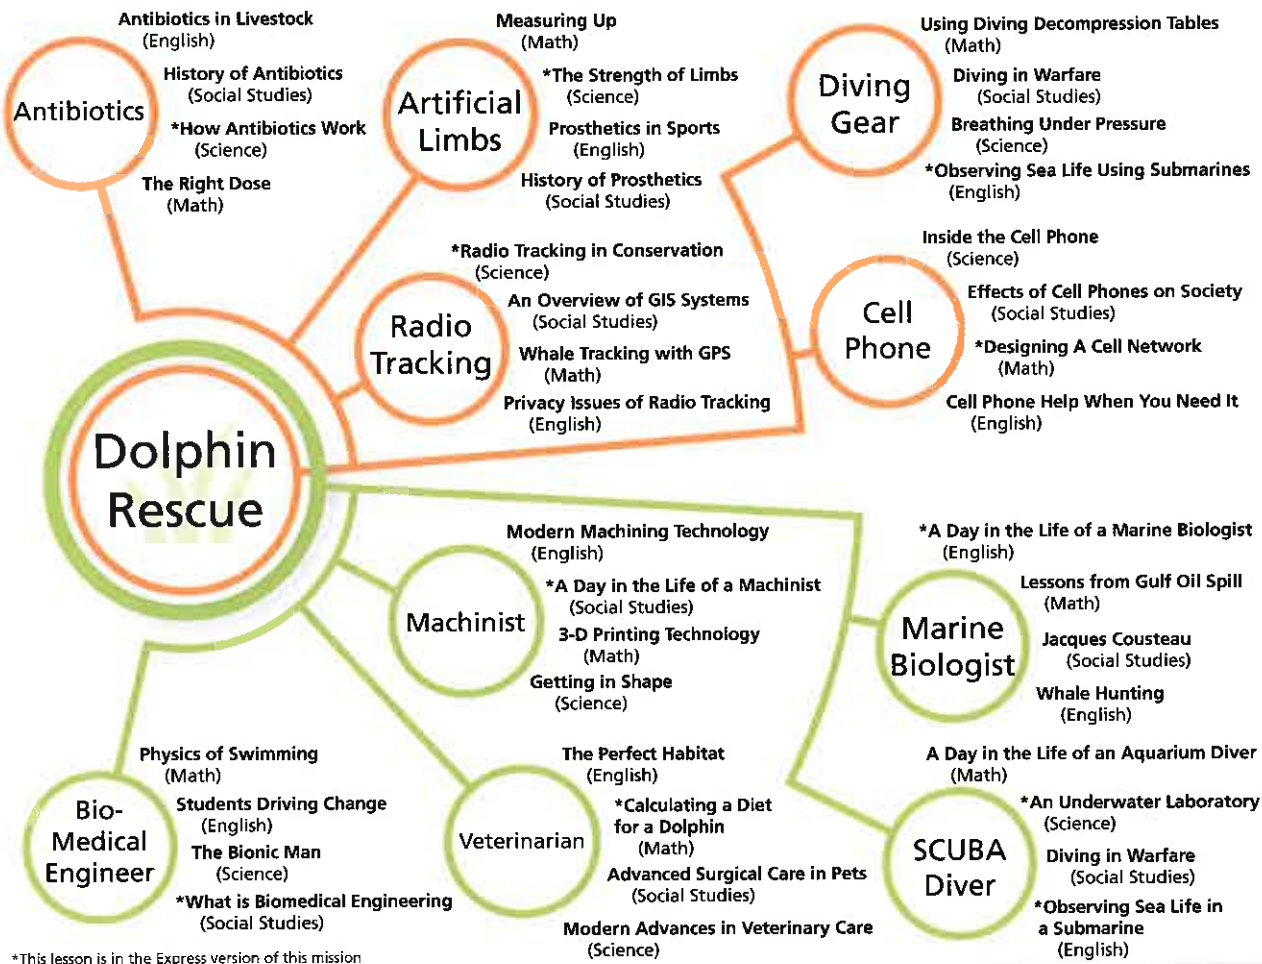 Antibiotics
Antibiotics in Livestock
(English)
History of Antibiotics
(Social Studies)
*How Antibiotics Work
(Science)
The Right Dose
(Math)
Artificial
Limbs
Measuring Up
(Math)
*The Strength of Limbs
(Science)
Prosthetics in Sports
(English)
History of Prosthetics
(Social Studies)
Diving
Gear
Using Diving Decompression Tables
(Math)
Diving in Warfare
(Social Studies)
Breathing Under Pressure
(Science)
*Observing Sea Life Using Submarines
(English)
Radio
Tracking
*Radio Tracking in Conservation
(Science)
An Overview of GIS Systems
(Social Studies)
Whale Tracking with GPS
(Math)
Privacy Issues of Radio Tracking
(English)
Cell
Phone
Inside the Cell Phone
(Science)
Effects of Cell Phones on Society
(Social Studies)
*Designing A Cell Network
(Math)
Cell Phone Help When You Need It
(English)
Dolphin
Rescue
Machinist
Modern Machining Technology
(English)
*A Day in the Life of a Machinist
(Social Studies)
3-D Printing Technology
(Math)
Getting in Shape
(Science)
Marine
Biologist
*A Day in the Life of a Marine Biologist
(English)
Lessons from Gulf Oil Spill
(Math)
Jacques Cousteau
(Social Studies)
Whale Hunting
(English)
Bio-
Medical
Engineer
Physics of Swimming
(Math)
Students Driving Change
(English)
The Bionic Man
(Science)
*What is Biomedical Engineering
(Social Studies)
Veterinarian
The Perfect Habitat
(English)
*Calculating a Diet
for a Dolphin
(Math)
Advanced Surgical Care in Pets
(Social Studies)
Modern Advances in Veterinary Care
(Science)
SCUBA
Diver
A Day in the Life of an Aquarium Diver
(Math)
*An Underwater Laboratory
(Science)
Diving in Warfare
(Social Studies)
*Observing Sea Life in
a Submarine
(English)
*This lesson is in the Express version of this mission